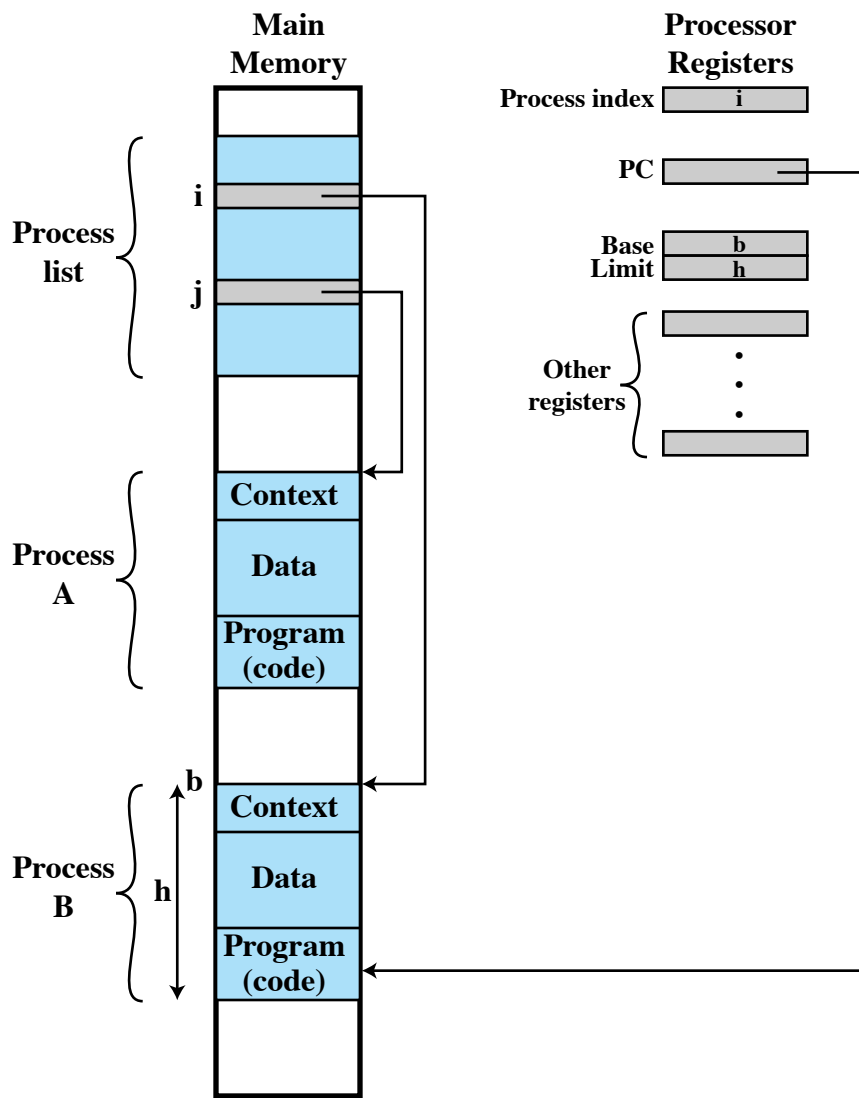 Main
Memory
Processor
Registers
Process index
i
PC
Base
b
Limit
h
Other
registers
Process
list
i
j
Process
A
Context
Data
Program
(code)
b
Process
B
h
Context
Data
Program
(code)